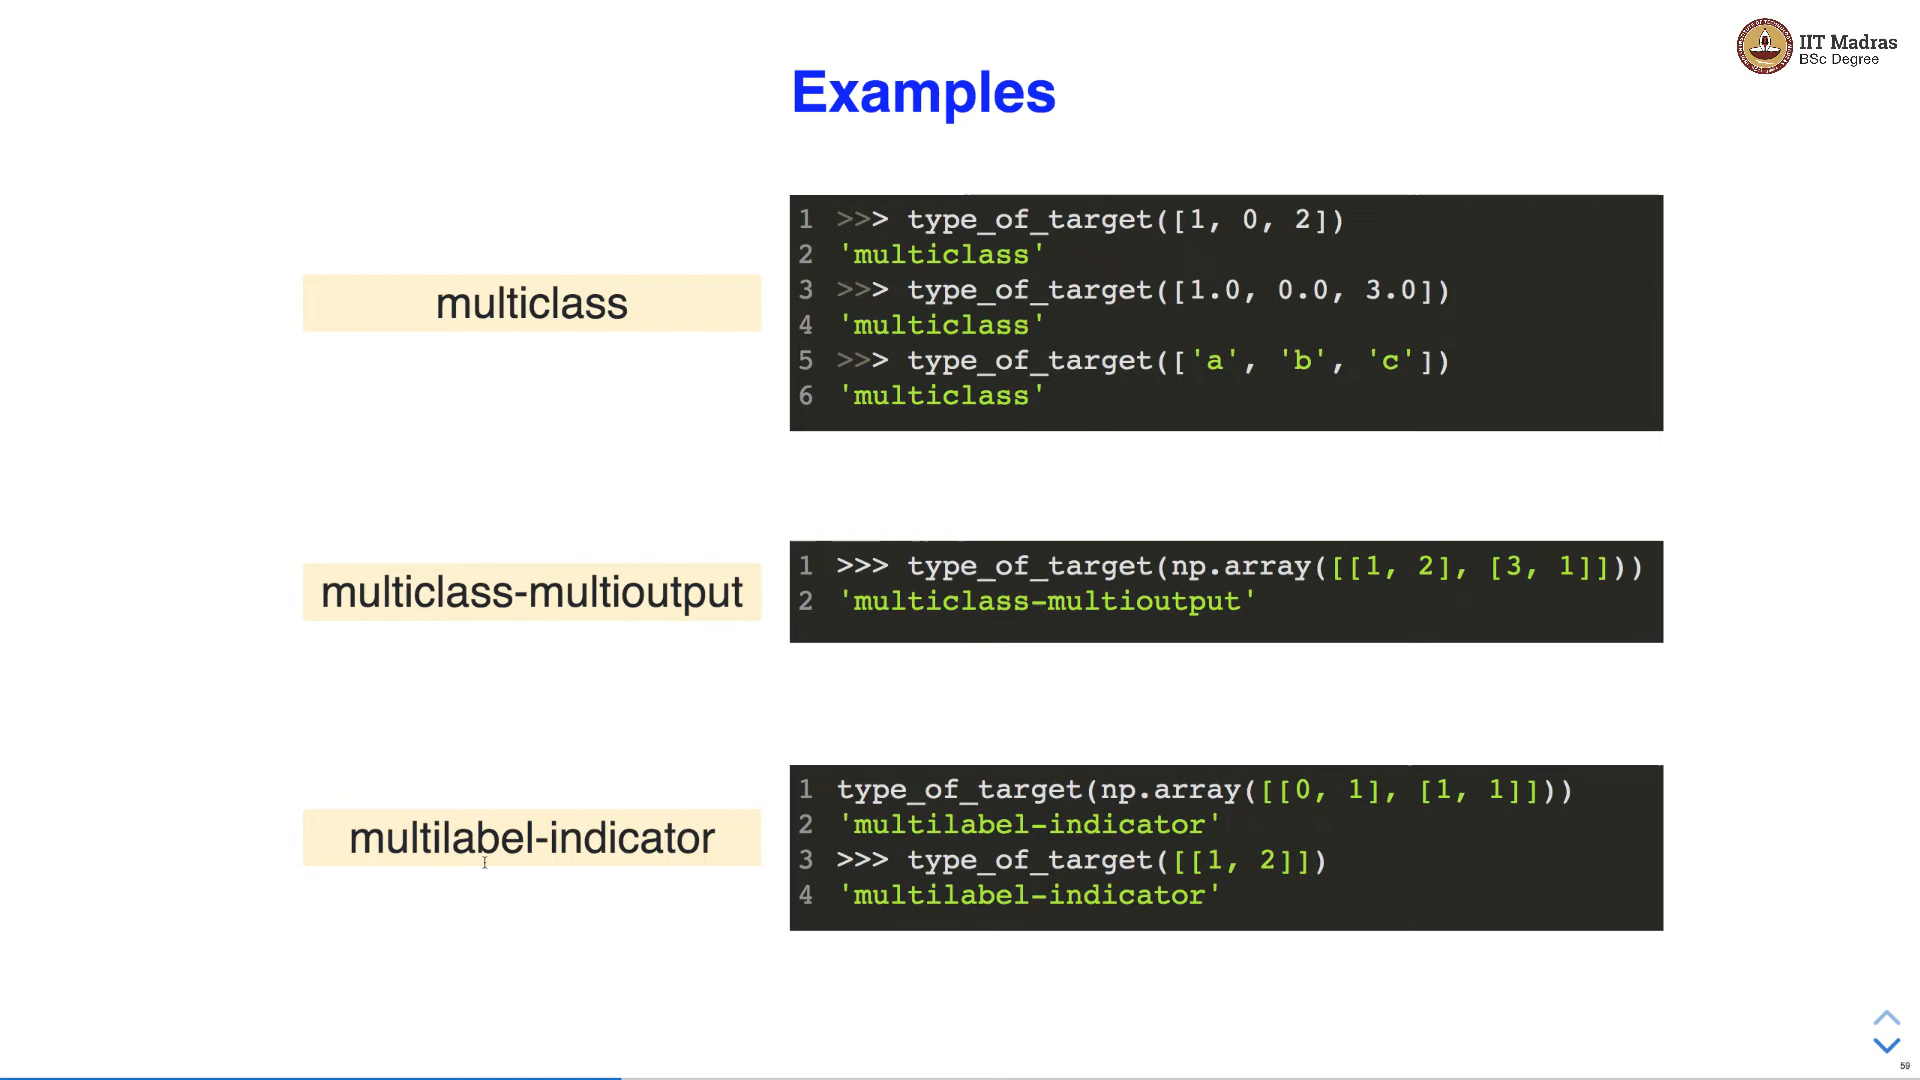 IIT Madras
BSc Degree
Examples
multiclass
1 >>> type_of_target([1, 0, 2])
2 'multiclass'
3 >>> type_of_target([1.0, 0.0, 3.0])
4 'multiclass'
5 >>> type_of_target(['a', 'b', 'c'])
6 'multiclass'
multiclass-multioutput
1 >>> type_of_target(np.array([[1, 2], [3, 1]]))
2 'multiclass-multioutput'
multilabel-indicator
1 type_of_target(np.array([[0, 1], [1, 1]]))
2 'multilabel-indicator'
3 >>> type_of_target([[1, 2]])
4 'multilabel-indicator'
59